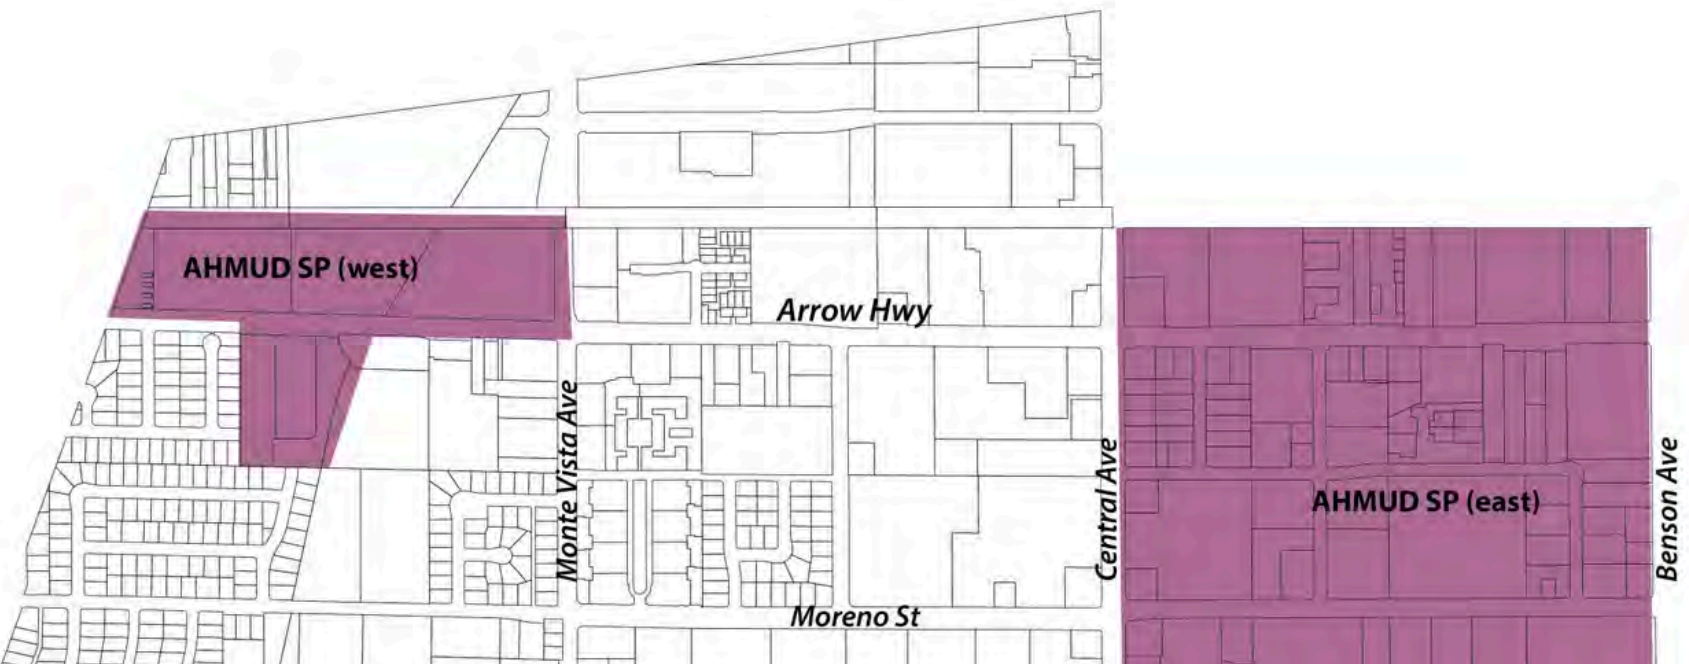 AHMUD SP (west)
Arrow Hwy
Monte Vista Ave
Central Ave
AHMUD SP (east)
Benson Ave
Moreno St